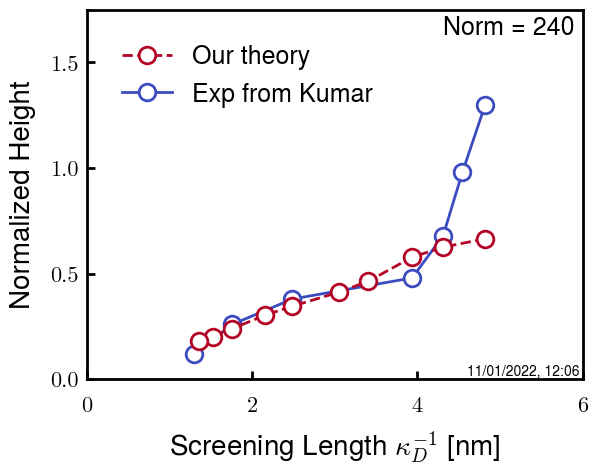 Norm = 240
Our theory
Exp from Kumar
Normalized Height
1.5
1.0
0.5
0.0
11/01/2022, 12:06
0 2 4 6
Screening Length κ_D^{-1} [nm]